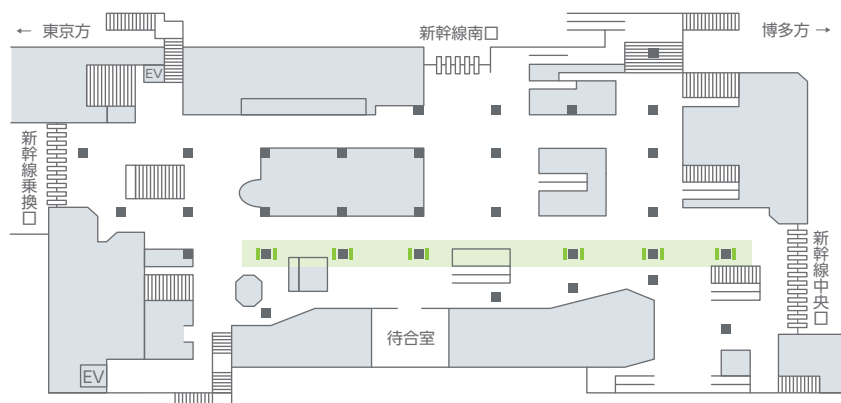 ← 東京方
新幹線南口
博多方 →
EV
新幹線乗換口
新幹線中央口
待合室
EV